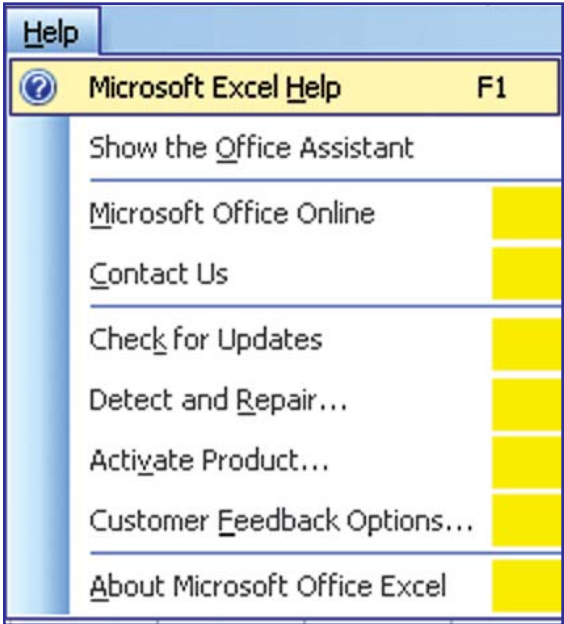 Help
Microsoft Excel Help F1
Show the Office Assistant
Microsoft Office Online
Contact Us
Check for Updates
Detect and Repair...
Activate Product...
Customer Feedback Options...
About Microsoft Office Excel